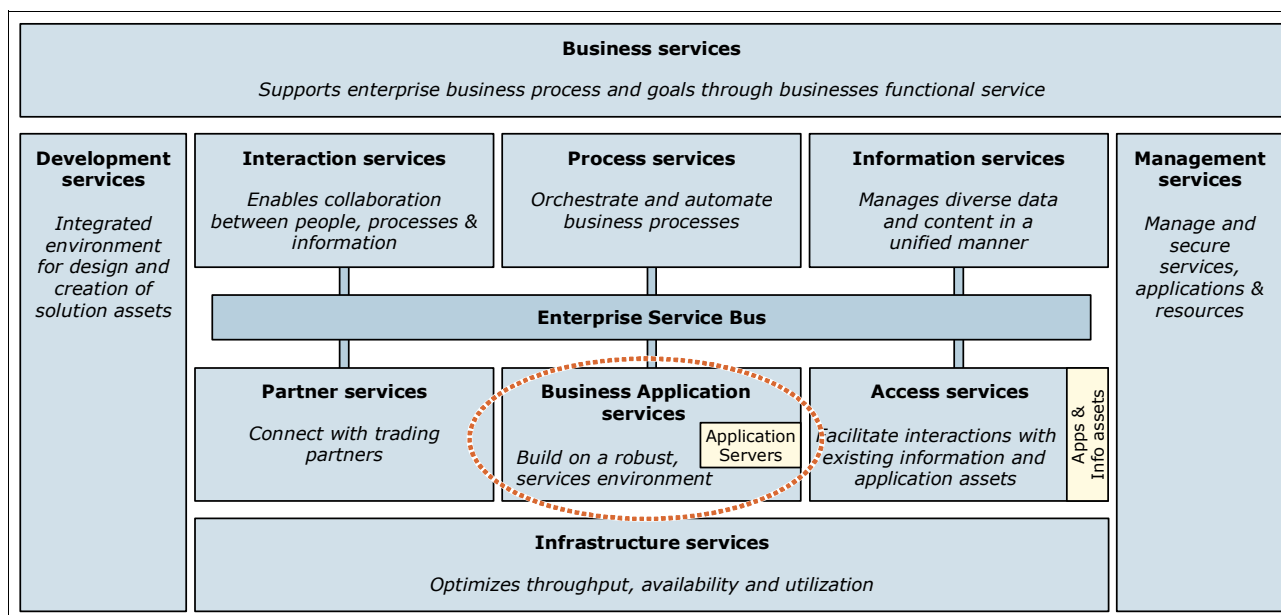 Business services
Supports enterprise business process and goals through businesses functional service
Development
services
Integrated
environment
for design and
creation of
solution assets
Interaction services
Enables collaboration
between people, processes &
information
Process services
Orchestrate and automate
business processes
Information services
Manages diverse data
and content in a
unified manner
Management
services
Manage and
secure
services,
applications &
resources
Enterprise Service Bus
Partner services
Connect with trading
partners
Business Application
services
Application
Servers
Build on a robust,
services environment
Access services
Facilitate interactions with
existing information and
application assets
Apps &
Info assets
Infrastructure services
Optimizes throughput, availability and utilization